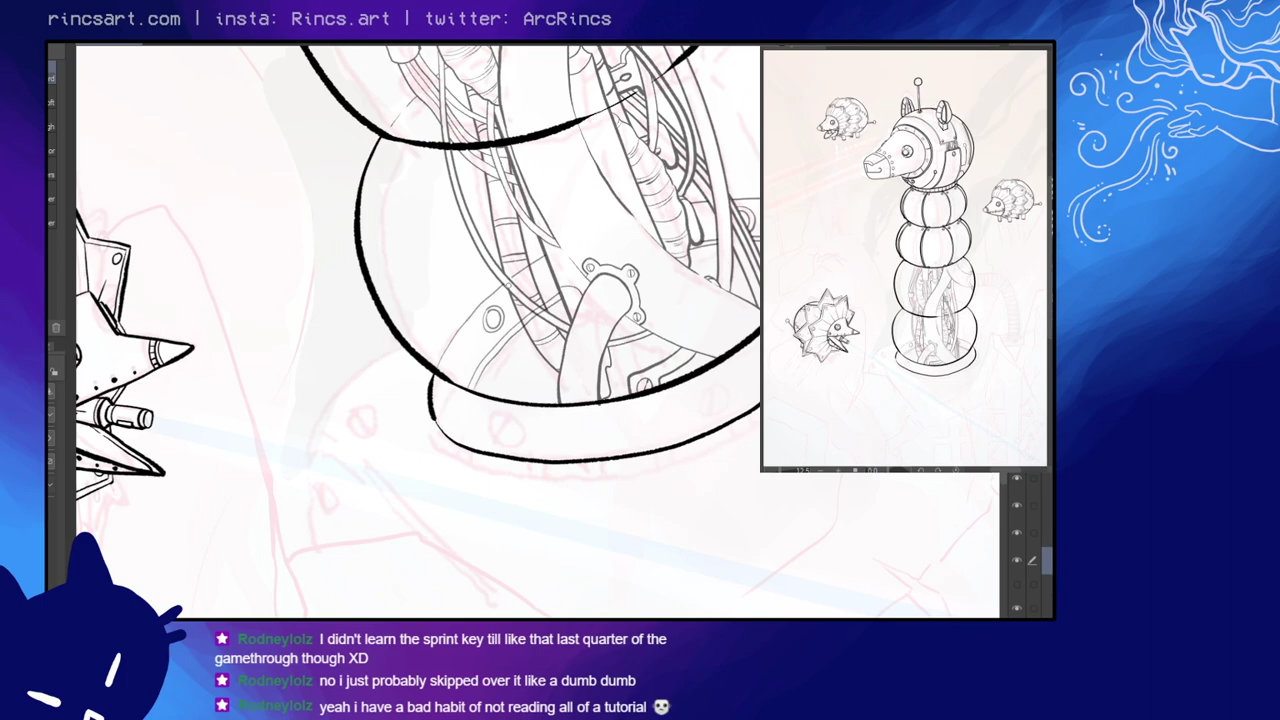 rincsart.com | insta: Rincs.art | twitter: ArcRincs
Rodneylolz I didn't learn the sprint key till like that last quarter of the
gamethrough though XD
Rodneylolz no i just probably skipped over it like a dumb dumb
Rodneylolz yeah i have a bad habit of not reading all of a tutorial